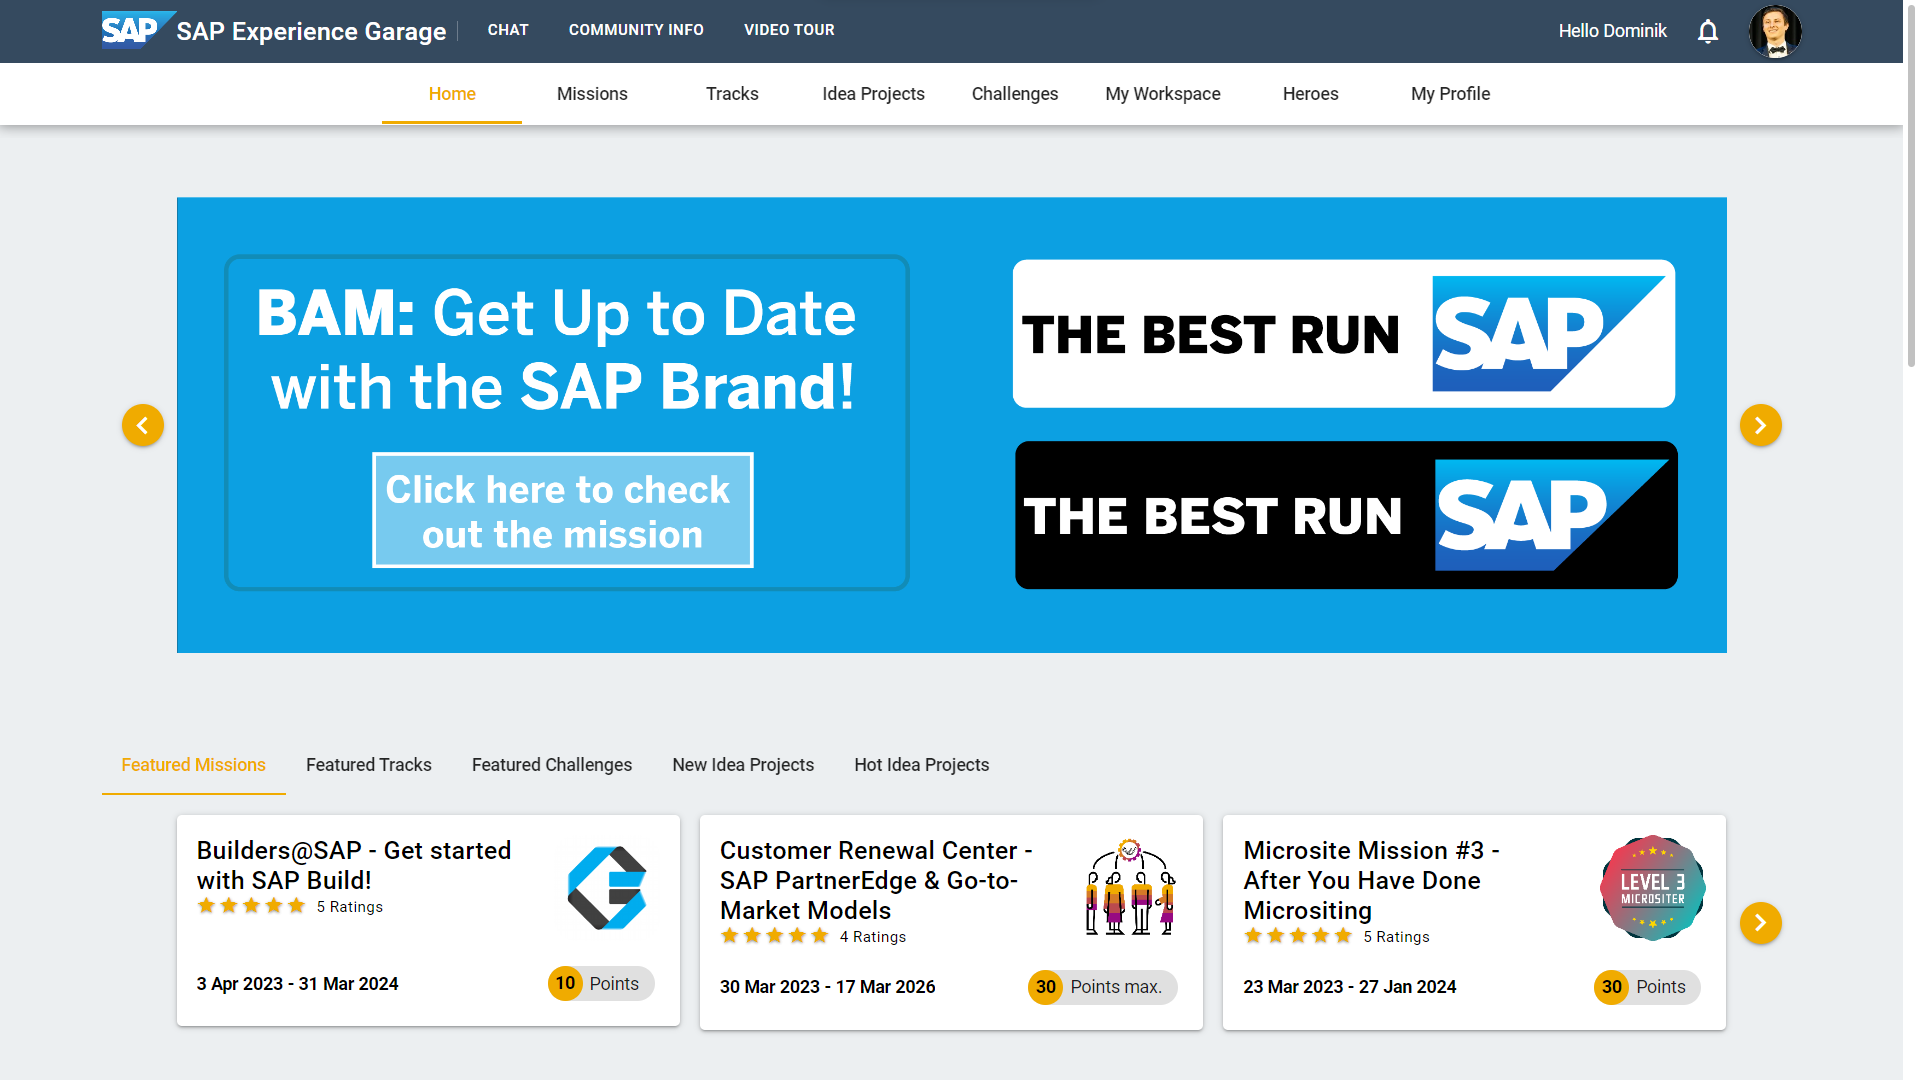 SAP SAP Experience Garage CHAT COMMUNITY INFO VIDEO TOUR Hello Dominik
Home Missions Tracks Idea Projects Challenges My Workspace Heroes My Profile
BAM: Get Up to Date
with the SAP Brand!
Click here to check
out the mission
THE BEST RUN SAP
THE BEST RUN SAP
Featured Missions Featured Tracks Featured Challenges New Idea Projects Hot Idea Projects
Builders@SAP - Get started
with SAP Build!
5 Ratings
3 Apr 2023 - 31 Mar 2024
10 Points
Customer Renewal Center -
SAP PartnerEdge & Go-to-
Market Models
4 Ratings
30 Mar 2023 - 17 Mar 2026
30 Points max.
Microsite Mission #3 -
After You Have Done
Micrositing
5 Ratings
LEVEL 3
MICROSITER
23 Mar 2023 - 27 Jan 2024
30 Points